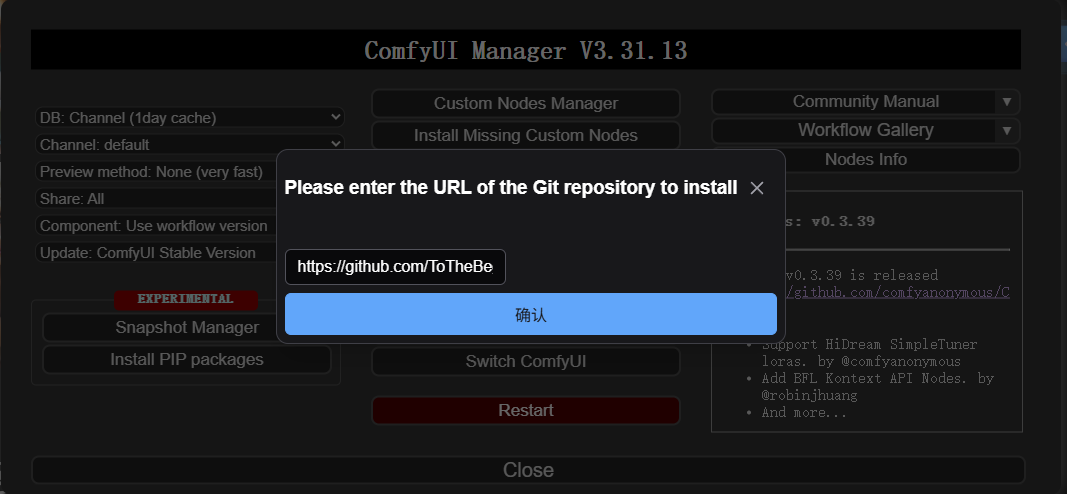 ComfyUI Manager V3.31.13
DB: Channel (1day cache)
Channel: default
Preview method: None (very fast)
Share: All
Component: Use workflow version
Update: ComfyUI Stable Version
EXPERIMENTAL
Snapshot Manager
Install PIP packages
Custom Nodes Manager
Install Missing Custom Nodes
Please enter the URL of the Git repository to install
https://github.com/ToTheBe
确认
Switch ComfyUI
Restart
Community Manual
Workflow Gallery
Nodes Info
s: v0.3.39
v0.3.39 is released
/github.com/comfyanonymous/C
Support HiDream SimpleTuner
loras. by @comfyanonymous
Add BFL Kontext API Nodes. by
@robinjhuang
And more...
Close